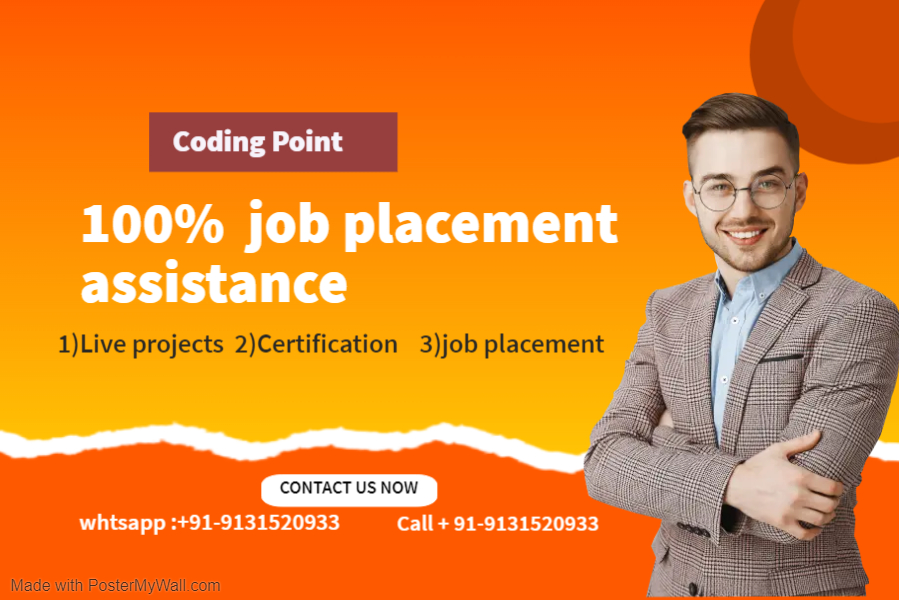 Coding Point
100% job placement
assistance
1)Live projects 2)Certification 3)job placement
CONTACT US NOW
whtsapp :+91-9131520933 Call + 91-9131520933
Made with PosterMyWall.com